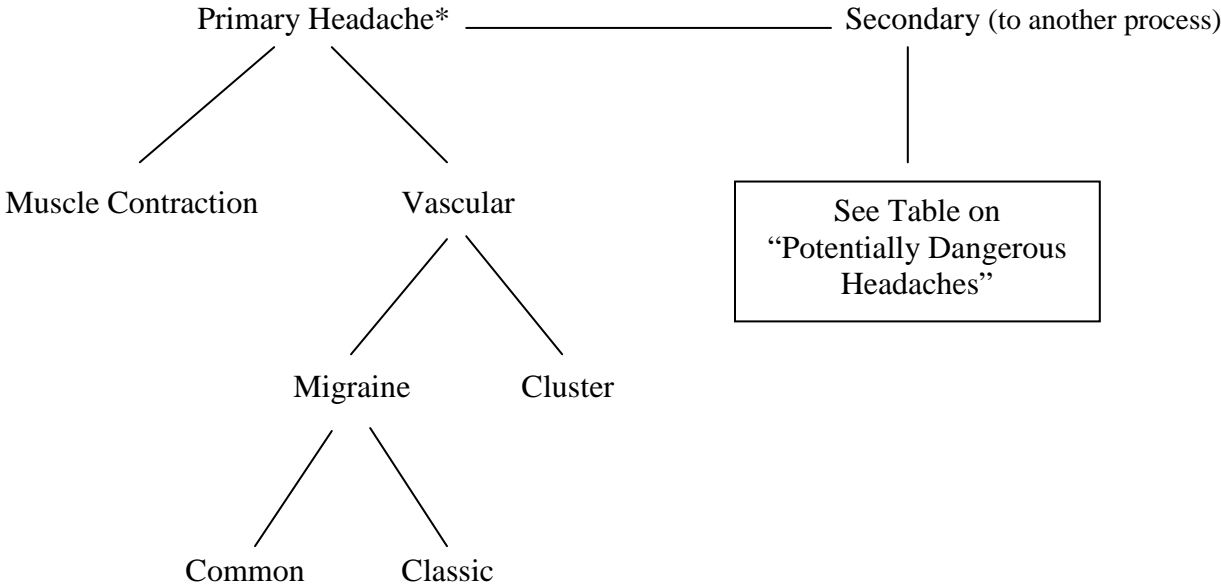 Primary Headache* Secondary (to another process)
Muscle Contraction Vascular
See Table on
“Potentially Dangerous
Headaches”
Migraine Cluster
Common Classic